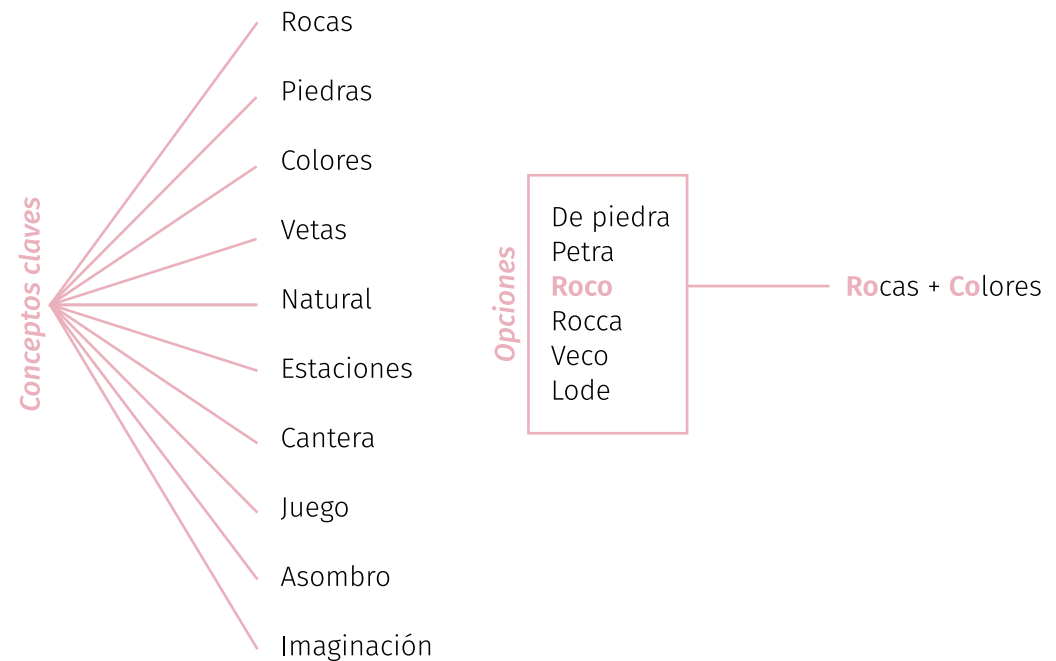 Conceptos claves
Rocas
Piedras
Colores
Vetas
Natural
Estaciones
Cantera
Juego
Asombro
Imaginación
Opciones
De piedra
Petra
Roco
Rocca
Veco
Lode
Rocas + Colores